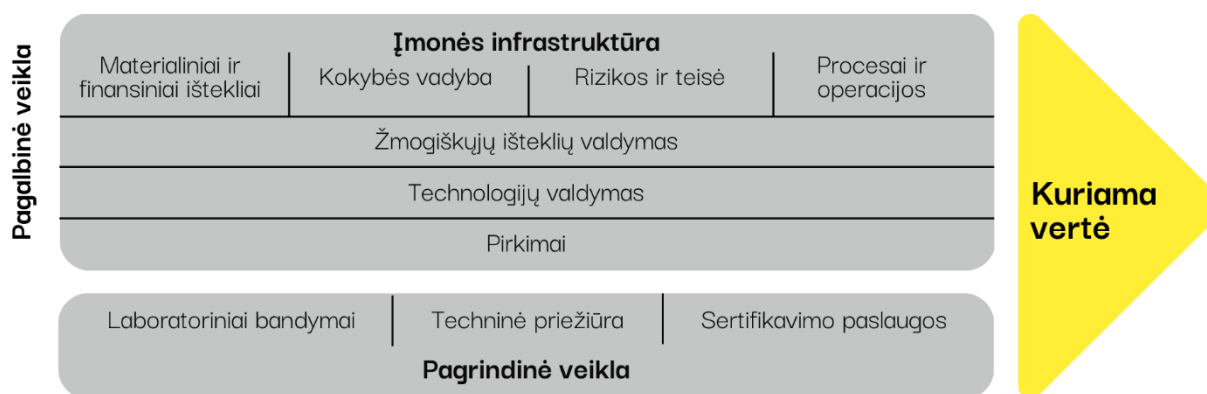 Pagalbinė veikla
Įmonės infrastruktūra
Materialiniai ir
finansiniai ištekliai
Kokybės vadyba
Rizikos ir teisė
Procesai ir
operacijos
Žmogiškųjų išteklių valdymas
Technologijų valdymas
Pirkimai
Kuriama
vertė
Laboratoriniai bandymai
Techninė priežiūra
Sertifikavimo paslaugos
Pagrindinė veikla